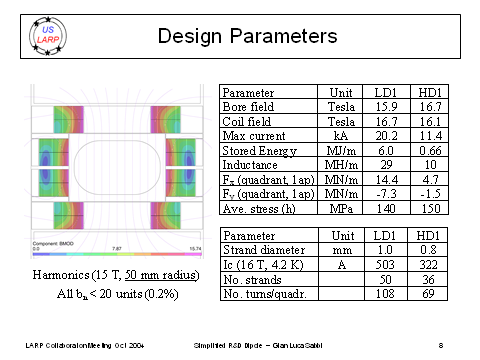 US
LARP
Design Parameters
Component: BMOD
0.0 7.87 15.74
Harmonics (15 T, 50 mm radius)
All bn < 20 units (0.2%)
Parameter Unit LD1 HD1
Bore field Tesla 15.9 16.7
Coil field Tesla 16.7 16.1
Max current kA 20.2 11.4
Stored Energy MJ/m 6.0 0.66
Inductance MH/m 29 10
Fx (quadrant, 1ap) MN/m 14.4 4.7
Fy (quadrant, 1ap) MN/m -7.3 -1.5
Ave. stress (h) MPa 140 150
Parameter Unit LD1 HD1
Strand diameter mm 1.0 0.8
Ic (16 T, 4.2 K) A 503 322
No. strands 50 36
No. turns/quadr. 108 69
LARP Collaboration Meeting Oct 2004
Simplified R&D Dipole – Gian Luca Sabbi
8